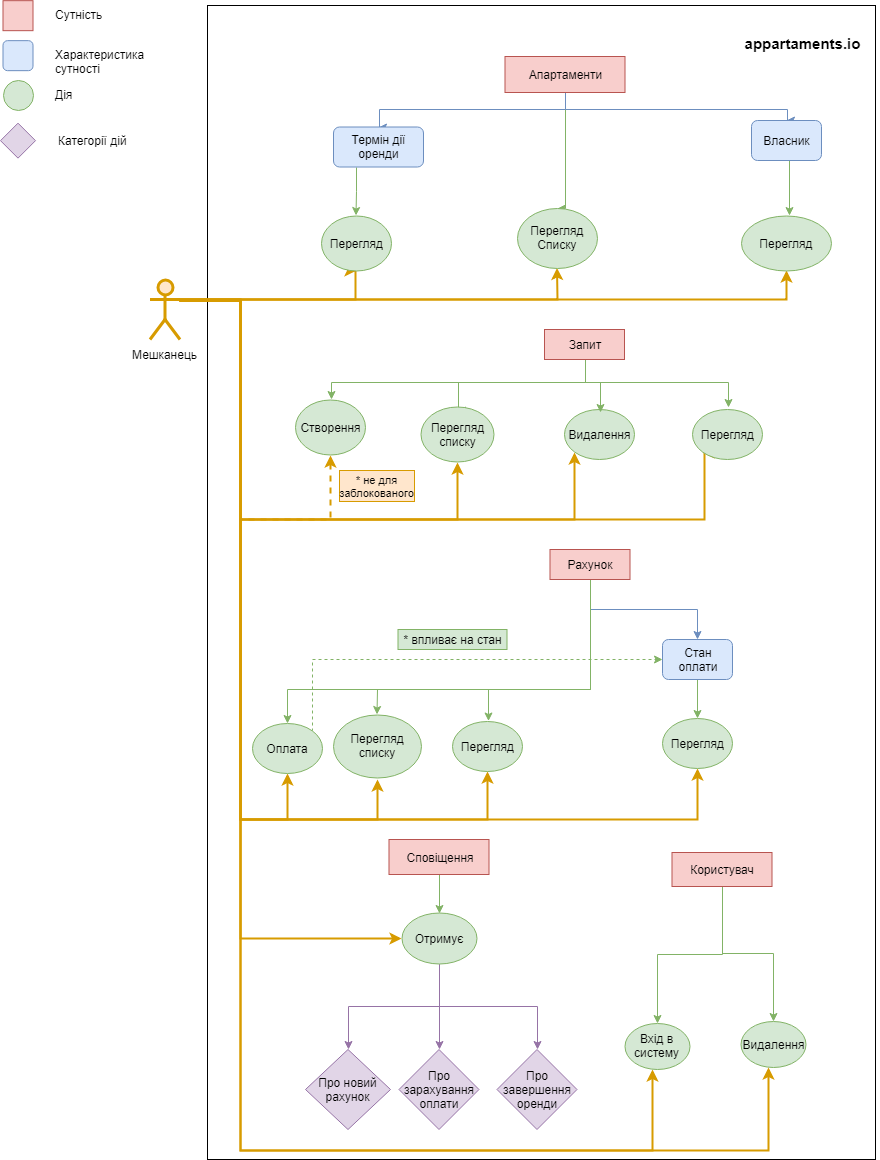 Сутність
Характеристика
сутності
Дія
Категорії дій
appartaments.io
Апартаменти
Термін дії
оренди
Власник
Перегляд
Перегляд
Списку
Перегляд
Мешканець
Запит
Створення
Перегляд
списку
Видалення
Перегляд
* не для
заблокованого
Рахунок
* впливає на стан
Стан
оплати
Оплата
Перегляд
списку
Перегляд
Перегляд
Сповіщення
Користувач
Отримує
Вхід в
систему
Видалення
Про новий
рахунок
Про
зарахування
оплати
Про
завершення
оренди